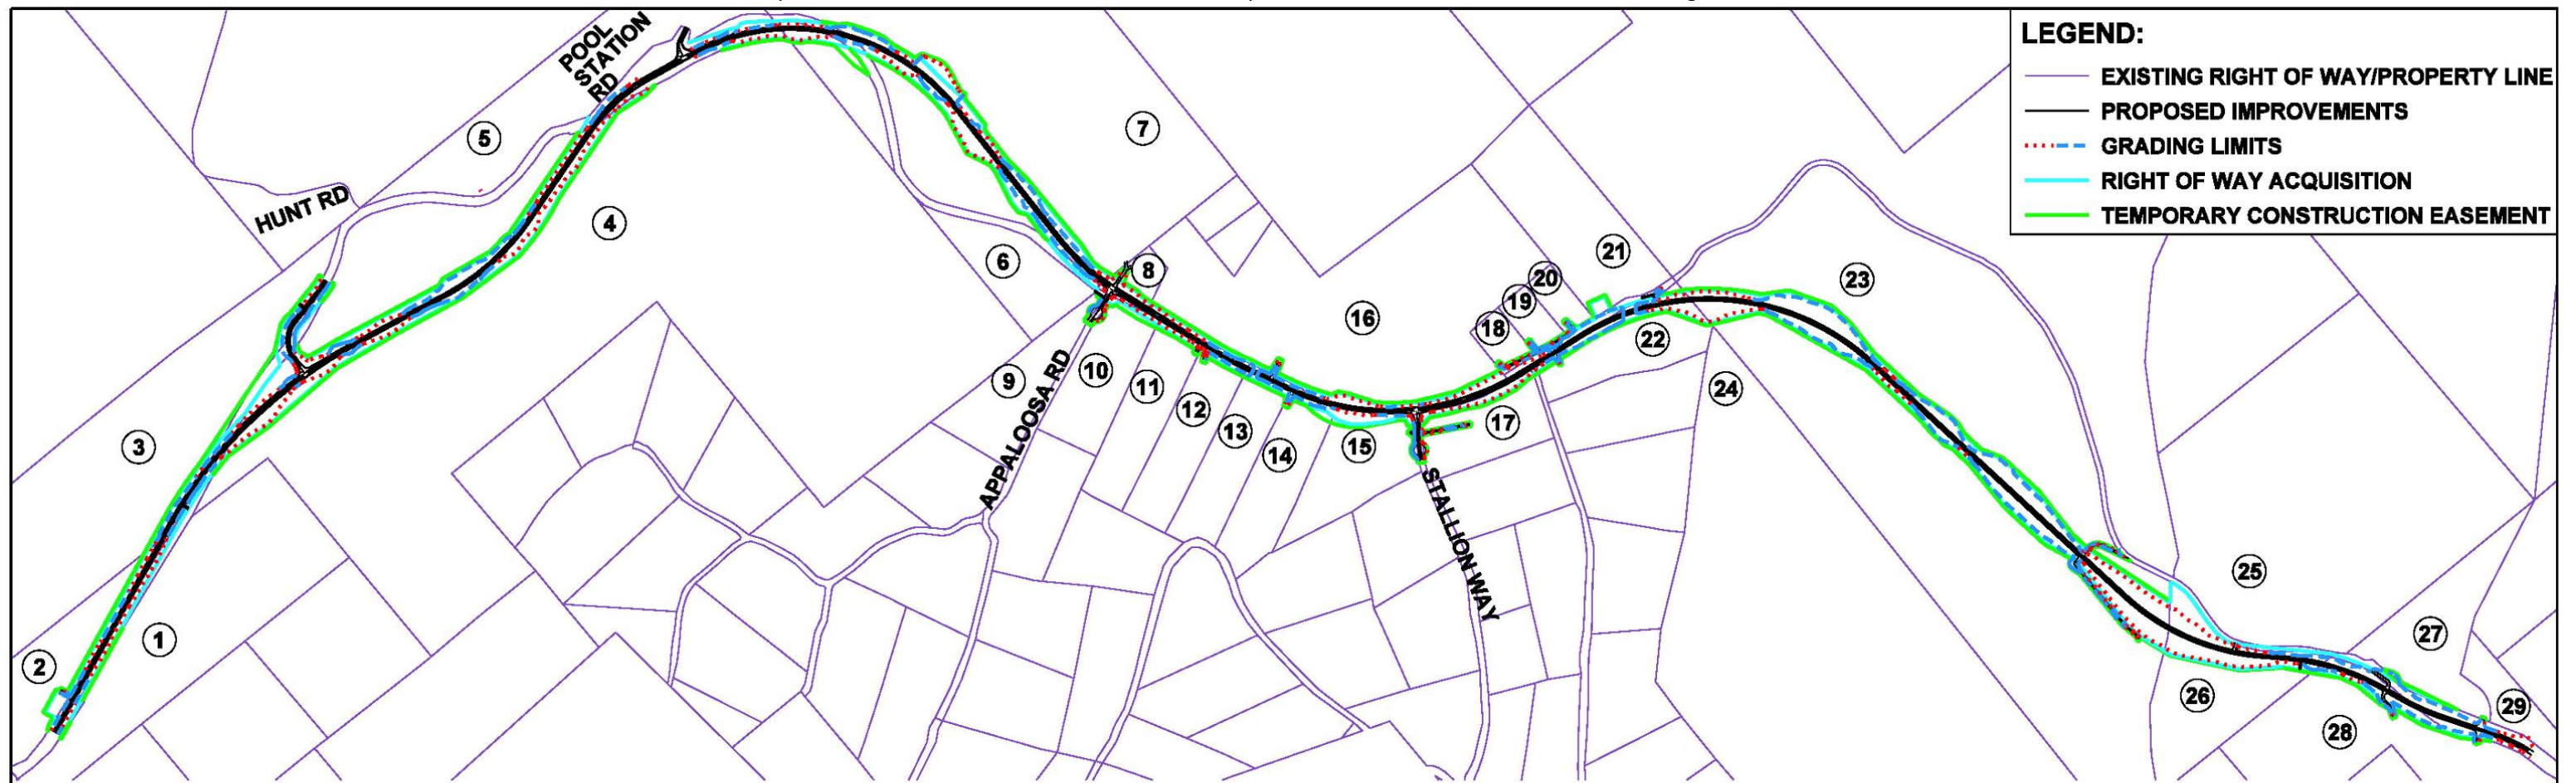 LEGEND:
EXISTING RIGHT OF WAY/PROPERTY LINE
PROPOSED IMPROVEMENTS
GRADING LIMITS
RIGHT OF WAY ACQUISITION
TEMPORARY CONSTRUCTION EASEMENT
POOL
STATION
RD
HUNT RD
APPALOOSA RD
STALLION WAY
1
2
3
4
5
6
7
8
9
10
11
12
13
14
15
16
17
18
19
20
21
22
23
24
25
26
27
28
29